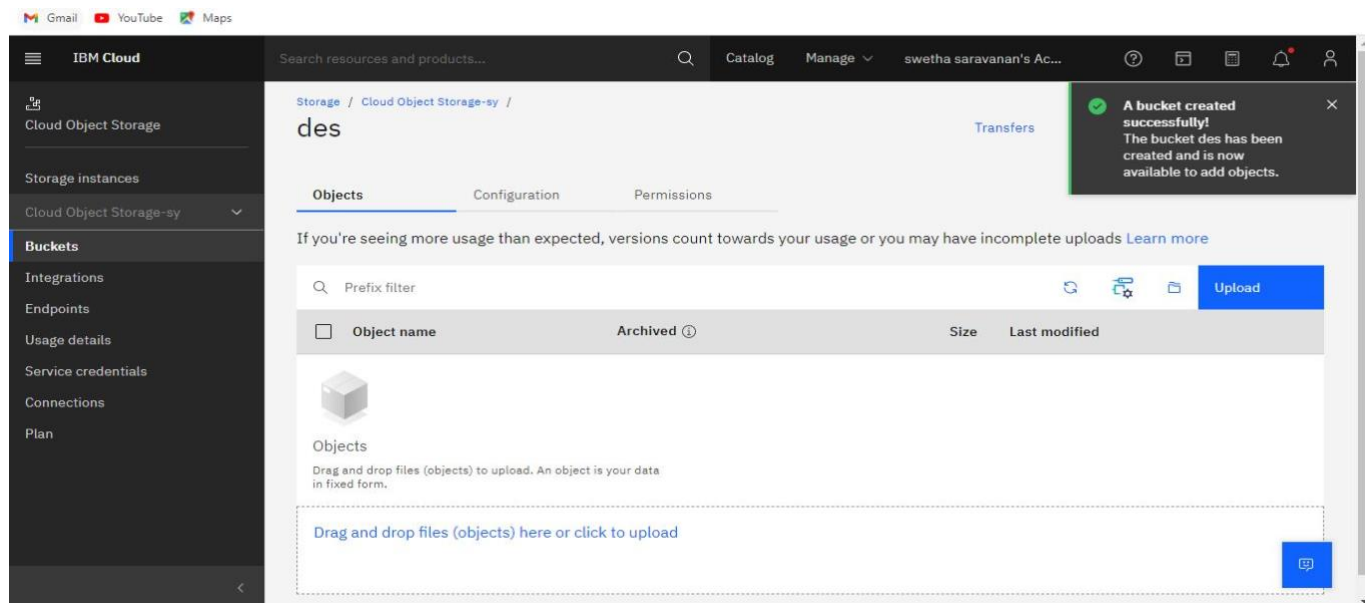 Gmail YouTube Maps
IBM Cloud
Search resources and products...
Catalog Manage swetha saravanan's Ac...
Cloud Object Storage
Storage instances
Cloud Object Storage-sy
Buckets
Integrations
Endpoints
Usage details
Service credentials
Connections
Plan
Storage / Cloud Object Storage-sy /
des
Transfers
A bucket created
successfully!
The bucket des has been
created and is now
available to add objects.
Objects Configuration Permissions
If you're seeing more usage than expected, versions count towards your usage or you may have incomplete uploads Learn more
Prefix filter
Upload
Object name Archived Size Last modified
Objects
Drag and drop files (objects) to upload. An object is your data
in fixed form.
Drag and drop files (objects) here or click to upload